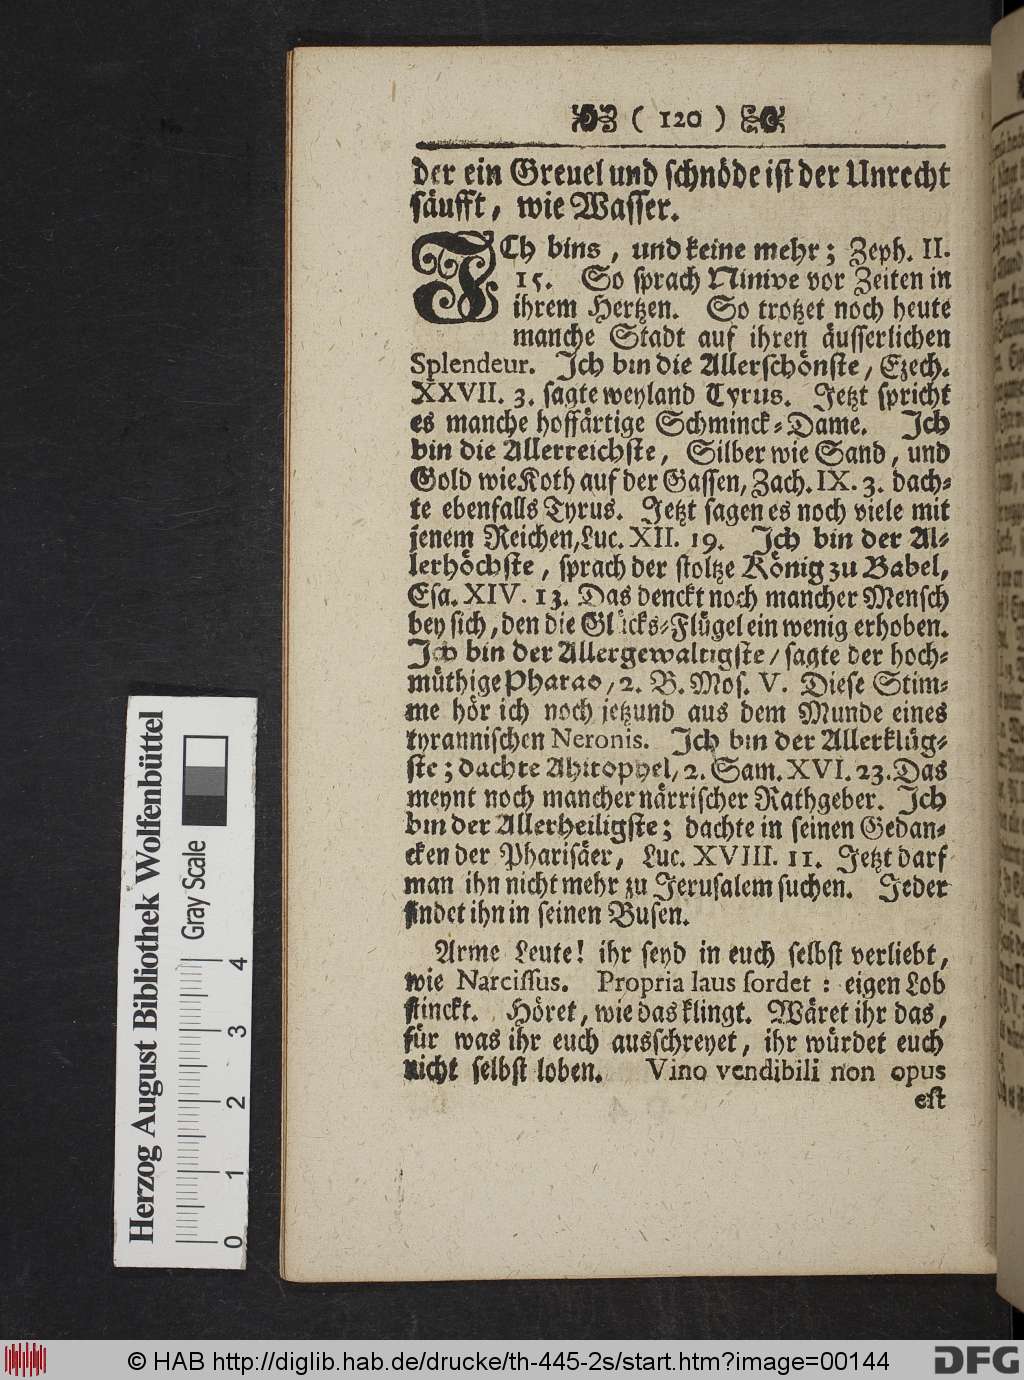 ( 120 )
der ein Greuel und schnöde ist der Unrecht
säufft, wie Wasser.
ICh bins, und keine mehr; Zeph. II.
15. So sprach Ninive vor Zeiten in
ihrem Hertzen. So trotzet noch heute
manche Stadt auf ihren äusserlichen
Splendeur. Ich bin die Allerschönste, Ezech.
XXVII. 3. sagte weyland Tyrus. Jetzt spricht
es manche hoffärtige Schminck-Dame. Ich
bin die Allerreichste, Silber wie Sand, und
Gold wie Koth auf der Gassen, Zach. IX. 3. dach-
te ebenfalls Tyrus. Jetzt sagen es noch viele mit
jenem Reichen, Luc. XII. 19. Ich bin der Al-
lerhöchste, sprach der stoltze König zu Babel,
Esa. XIV. 13. Das denckt noch mancher Mensch
bey sich, den die Glücks-Flügel ein wenig erhoben.
Ich bin der Allergewaltigste / sagte der hoch-
müthige Pharao / 2. B. Mos. V. Diese Stim-
me hör ich noch jetzund aus dem Munde eines
tyrannischen Neronis. Ich bin der Allerklüg-
ste; dachte Ahitophel, 2. Sam. XVI. 23. Das
meynt noch mancher närrischer Rathgeber. Ich
bin der Allerheiligste; dachte in seinen Gedan-
cken der Pharisäer, Luc. XVIII. 11. Jetzt darf
man ihn nicht mehr zu Jerusalem suchen. Jeder
findet ihn in seinen Busen.
Arme Leute! ihr seyd in euch selbst verliebt,
wie Narcissus. Propria laus sordet: eigen Lob
stinckt. Höret, wie das klingt. Wäret ihr das,
für was ihr euch ausschreyet, ihr würdet euch
nicht selbst loben. Vino vendibili non opus
est
Herzog August Bibliothek Wolfenbüttel
Gray Scale
0 1 2 3 4
© HAB http://diglib.hab.de/drucke/th-445-2s/start.htm?image=00144
DFG